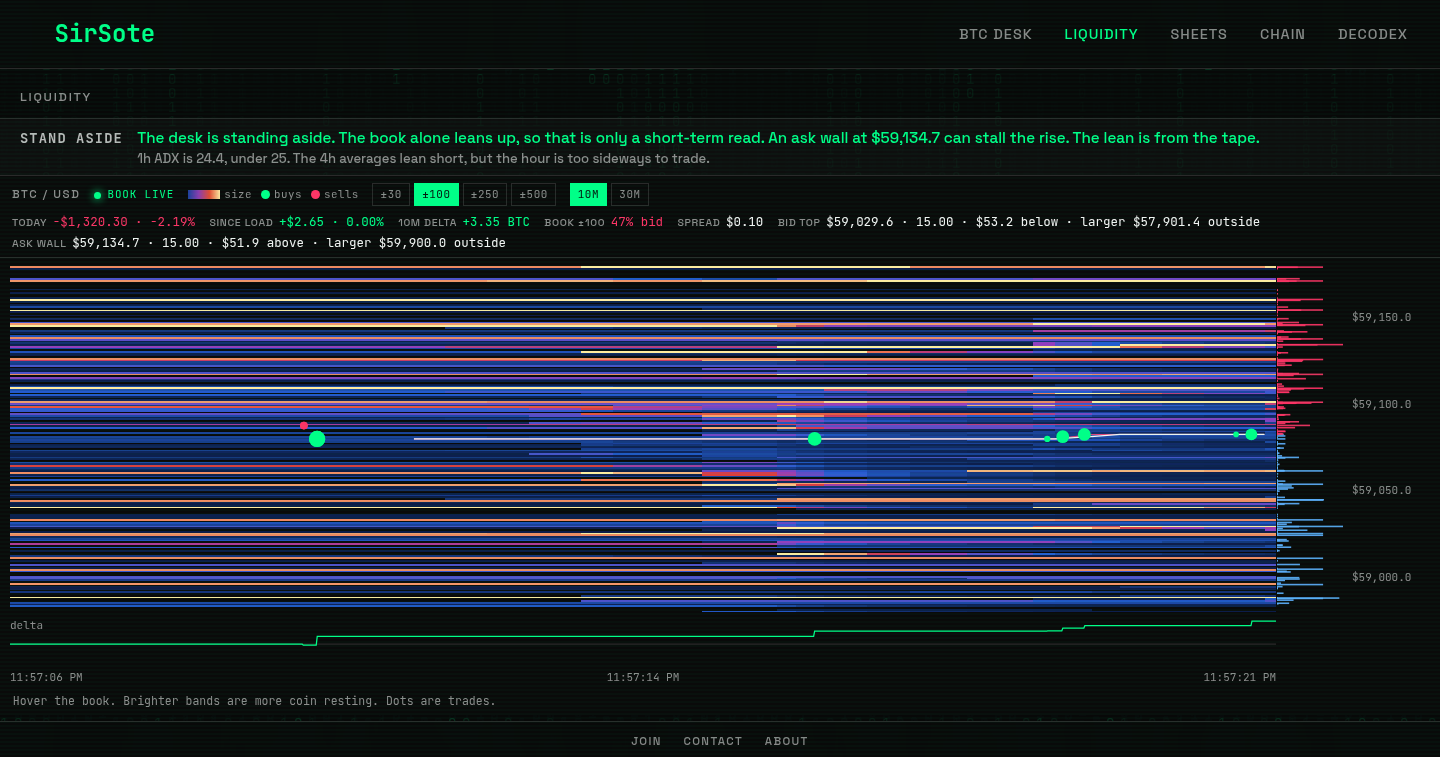 SirSote
BTC DESK LIQUIDITY SHEETS CHAIN DECODEX
LIQUIDITY
STAND ASIDE The desk is standing aside. The book alone leans up, so that is only a short-term read. An ask wall at $59,134.7 can stall the rise. The lean is from the tape.
1h ADX is 24.4, under 25. The 4h averages lean short, but the hour is too sideways to trade.
BTC / USD BOOK LIVE size buys sells ±30 ±100 ±250 ±500 10M 30M
TODAY -$1,320.30 · -2.19% SINCE LOAD +$2.65 · 0.00% 10M DELTA +3.35 BTC BOOK ±100 47% bid SPREAD $0.10 BID TOP $59,029.6 · 15.00 · $53.2 below · larger $57,901.4 outside
ASK WALL $59,134.7 · 15.00 · $51.9 above · larger $59,900.0 outside
$59,150.0
$59,100.0
$59,050.0
$59,000.0
delta
11:57:06 PM 11:57:14 PM 11:57:21 PM
Hover the book. Brighter bands are more coin resting. Dots are trades.
JOIN CONTACT ABOUT